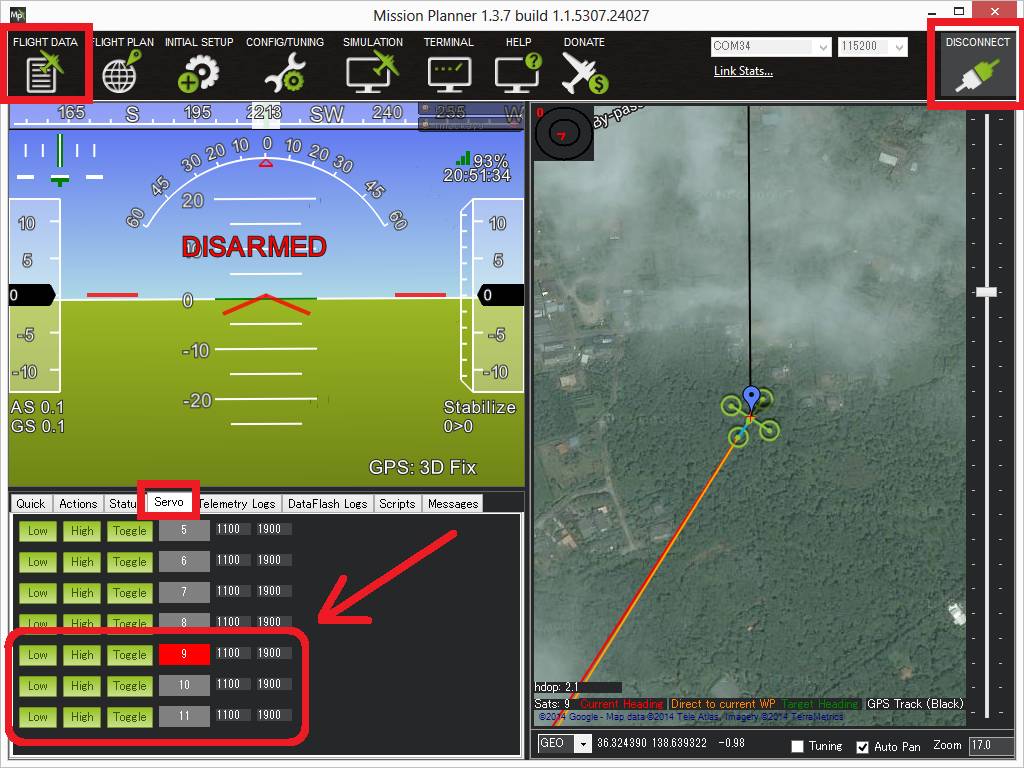 Mission Planner 1.3.7 build 1.1.5307.24027
FLIGHT DATA FLIGHT PLAN INITIAL SETUP CONFIG/TUNING SIMULATION TERMINAL HELP DONATE
COM34 115200
DISCONNECT
Link Stats...
165 S 195 2213 SW 240 255 W
60 45 30 20 10 0 10 20 30 45 60
93%
20:51:34
20
DISARMED
10 10
5 5
0 0 0
-5 -5
-10 -10 -10
-20
AS 0.1 Stabilize
GS 0.1 0>0
GPS: 3D Fix
Quick Actions Statu Servo Telemetry Logs DataFlash Logs Scripts Messages
Low High Toggle 5 1100 1900
Low High Toggle 6 1100 1900
Low High Toggle 7 1100 1900
Low High Toggle 8 1100 1900
Low High Toggle 9 1100 1900
Low High Toggle 10 1100 1900
Low High Toggle 11 1100 1900
0
By-pass
hdop: 2.1
Sats: 9 Current Heading Direct to current WP Target Heading GPS Track (Black)
©2014 Google - Map data ©2014 Tele Atlas, Imagery ©2014 TerraMetrics
GEO 36.324390 138.639322 -0.98 Tuning Auto Pan Zoom 17.0